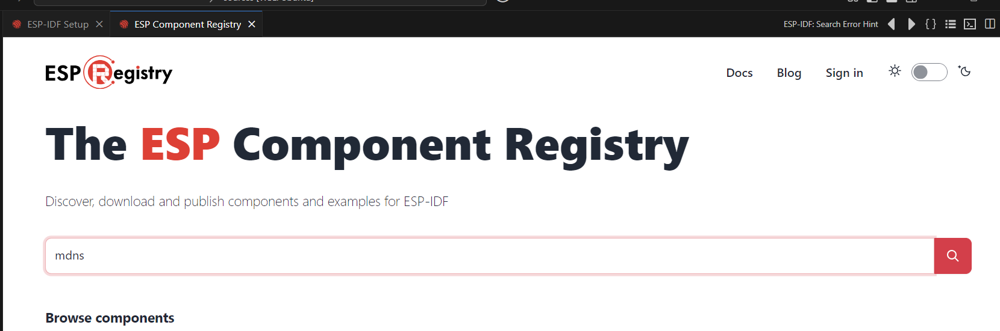 ESP-IDF Setup
ESP Component Registry
ESP-IDF: Search Error Hint
ESP Registry
Docs
Blog
Sign in
The ESP Component Registry
Discover, download and publish components and examples for ESP-IDF
mdns
Browse components